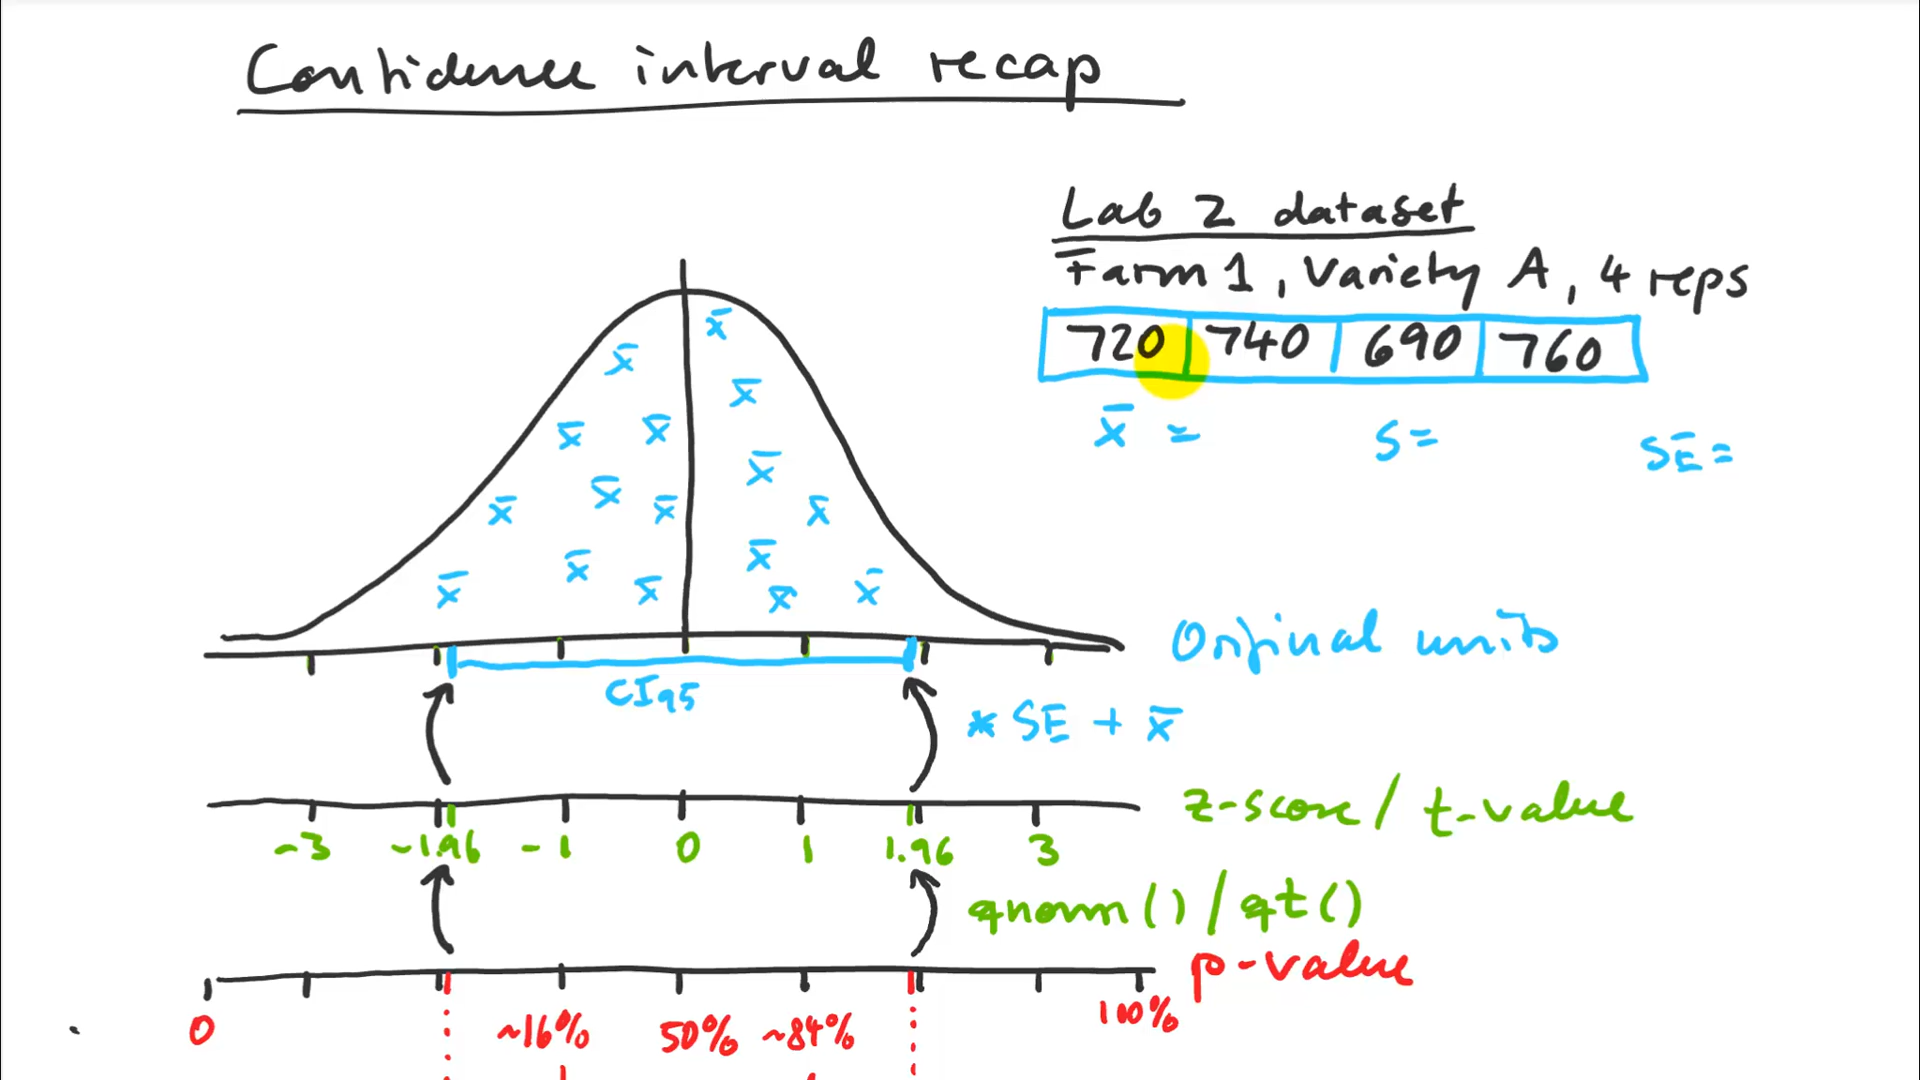 Confidence interval recap
Lab 2 dataset
Farm 1, Variety A, 4 reps
720 740 690 760
x̄ = s = SE =
x̄
x̄
x̄
x̄ x̄
x̄
x̄ x̄ x̄ x̄
x̄ x̄
x̄ x̄ x̄ x̄
Original units
CI95
* SE + x̄
z-score / t-value
-3 -1.96 -1 0 1 1.96 3
qnorm() / qt()
p-value
0 ~16% 50% ~84% 100%